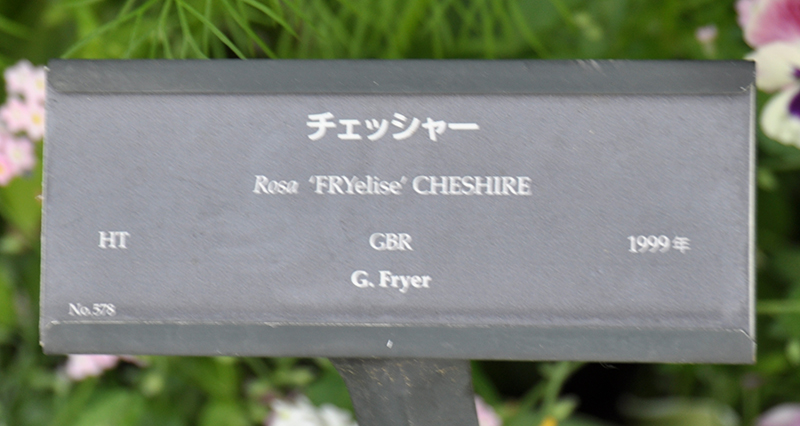 チェッシャー
Rosa 'FRYelise' CHESHIRE
HT GBR 1999年
G. Fryer
No.578